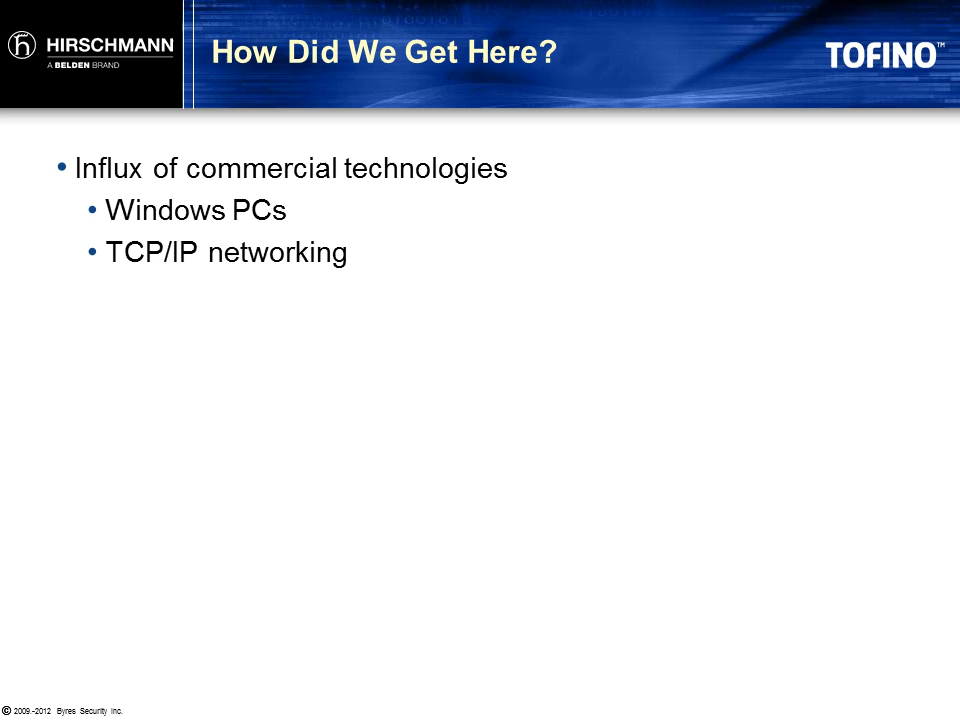 HIRSCHMANN
A BELDEN BRAND
How Did We Get Here?
TOFINO™
• Influx of commercial technologies
• Windows PCs
• TCP/IP networking
© 2009.-2012 Byres Security Inc.